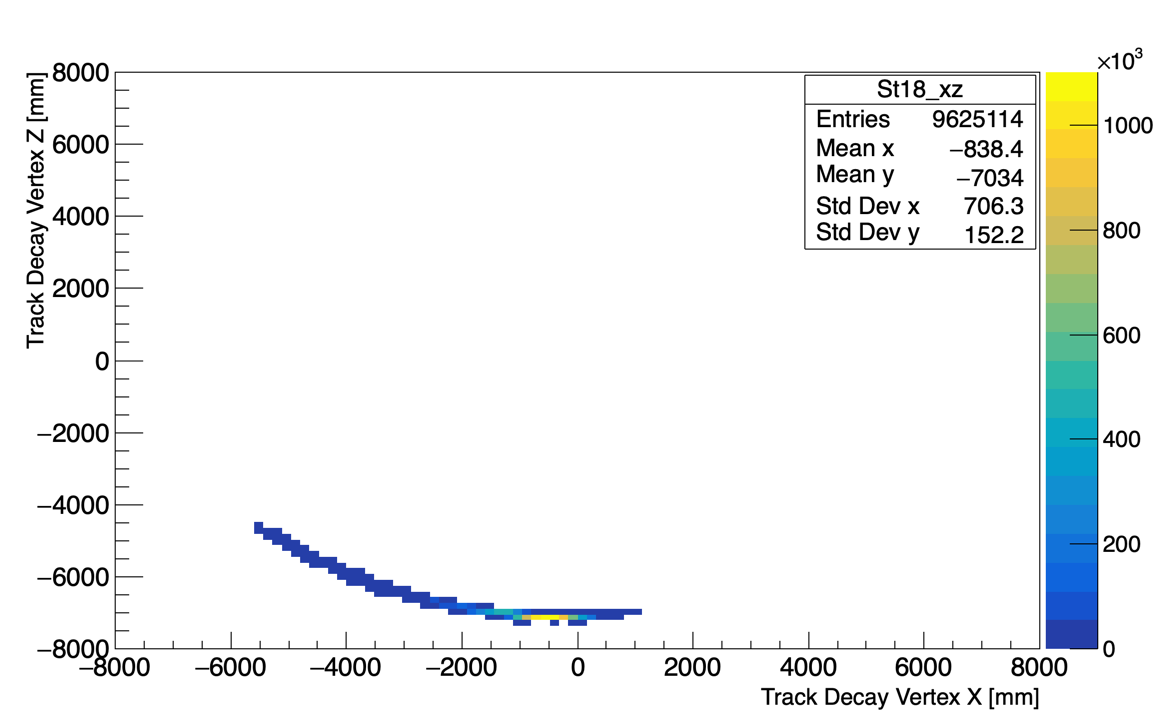 ×10³
St18_xz
Entries 9625114
Mean x −838.4
Mean y −7034
Std Dev x 706.3
Std Dev y 152.2
Track Decay Vertex Z [mm]
8000
6000
4000
2000
0
−2000
−4000
−6000
−8000
1000
800
600
400
200
0
−8000 −6000 −4000 −2000 0 2000 4000 6000 8000
Track Decay Vertex X [mm]